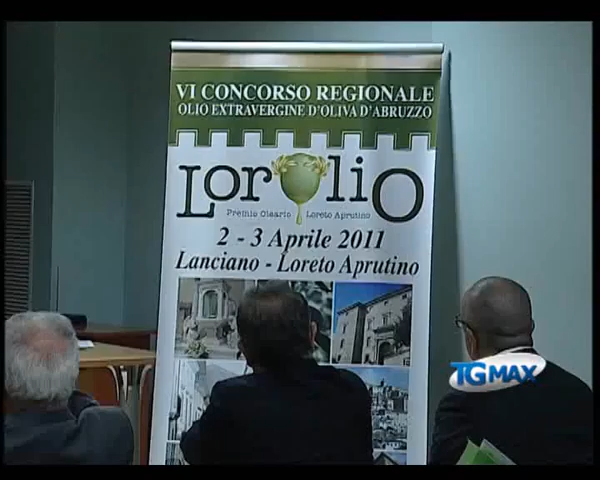 VI CONCORSO REGIONALE
OLIO EXTRAVERGINE D'OLIVA D'ABRUZZO
LorOliO
Premio Oleario Loreto Aprutino
2 - 3 Aprile 2011
Lanciano - Loreto Aprutino
TGMAX